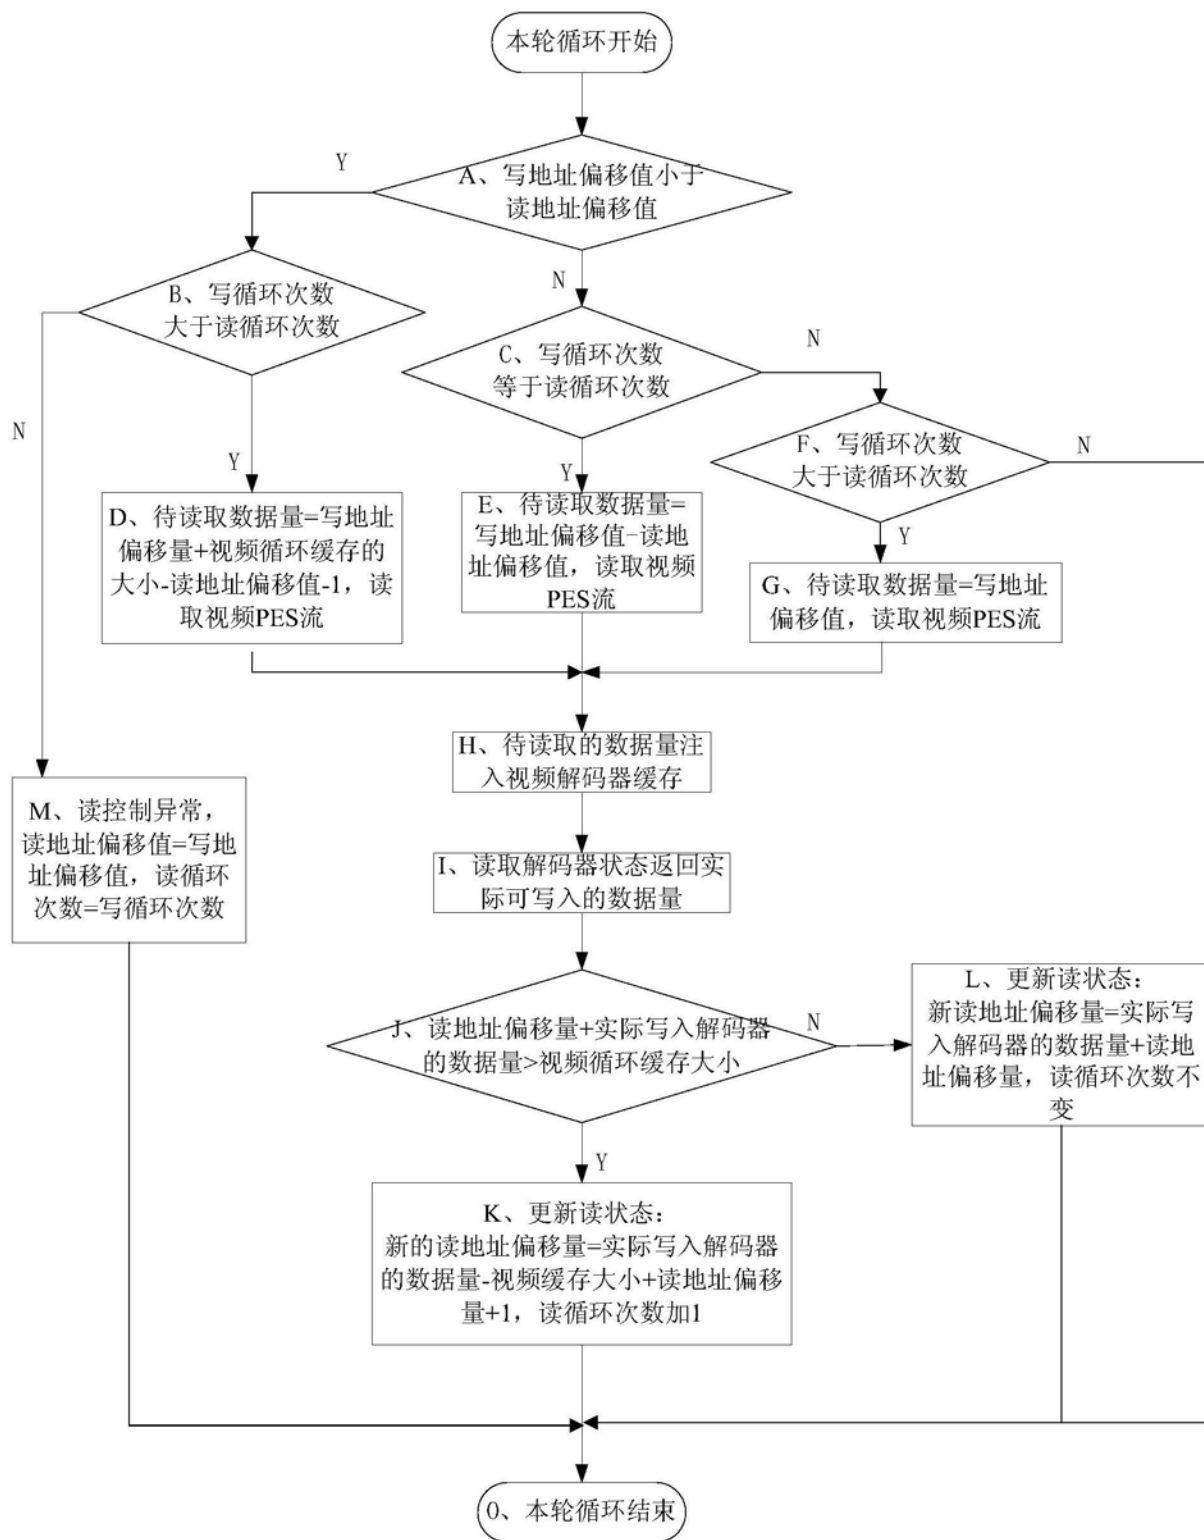 本轮循环开始
Y
A、写地址偏移值小于
读地址偏移值
N
B、写循环次数
大于读循环次数
N
C、写循环次数
等于读循环次数
N
Y
Y
F、写循环次数
大于读循环次数
N
Y
D、待读取数据量=写地址
偏移量+视频循环缓存的
大小-读地址偏移值-1，读
取视频PES流
E、待读取数据量=
写地址偏移值-读地
址偏移值，读取视频
PES流
G、待读取数据量=写地址
偏移值，读取视频PES流
H、待读取的数据量注
入视频解码器缓存
M、读控制异常，
读地址偏移值=写地
址偏移值，读循环
次数=写循环次数
I、读取解码器状态返回实
际可写入的数据量
J、读地址偏移量+实际写入解码器
的数据量>视频循环缓存大小
N
L、更新读状态：
新读地址偏移量=实际写
入解码器的数据量+读地
址偏移量，读循环次数不
变
Y
K、更新读状态：
新的读地址偏移量=实际写入解码器
的数据量-视频缓存大小+读地址偏移
量+1，读循环次数加1
0、本轮循环结束